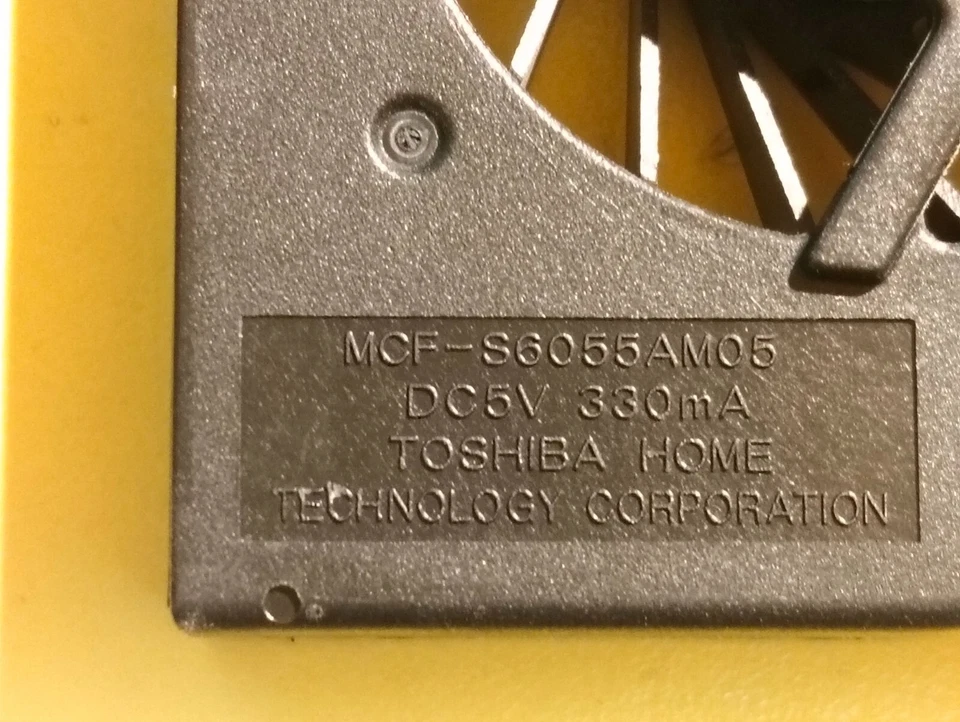 MCF-S6055AM05
DC5V 330mA
TOSHIBA HOME
TECHNOLOGY CORPORATION